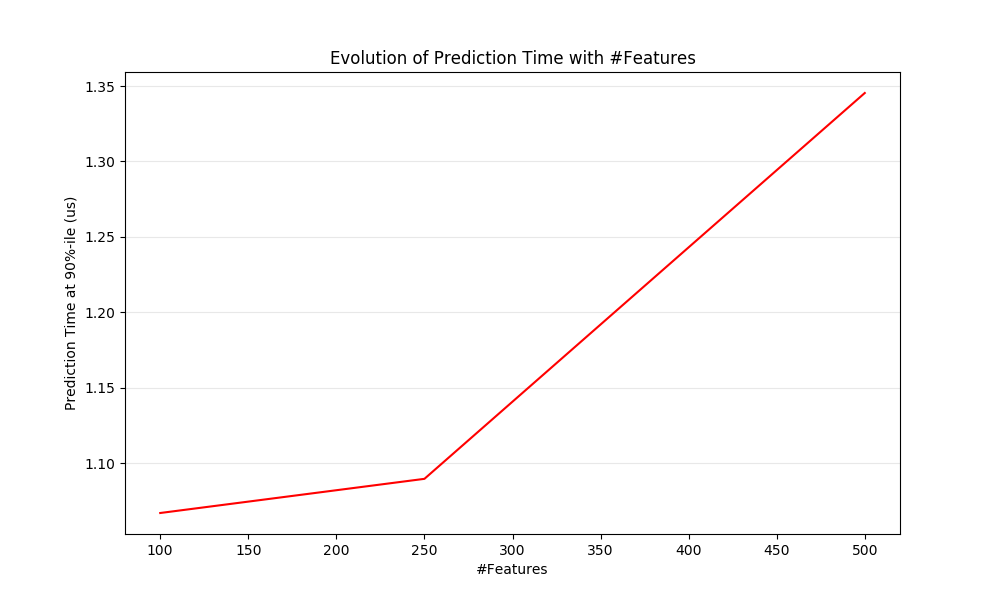 Evolution of Prediction Time with #Features
Prediction Time at 90%-ile (us)
1.35
1.30
1.25
1.20
1.15
1.10
100 150 200 250 300 350 400 450 500
#Features